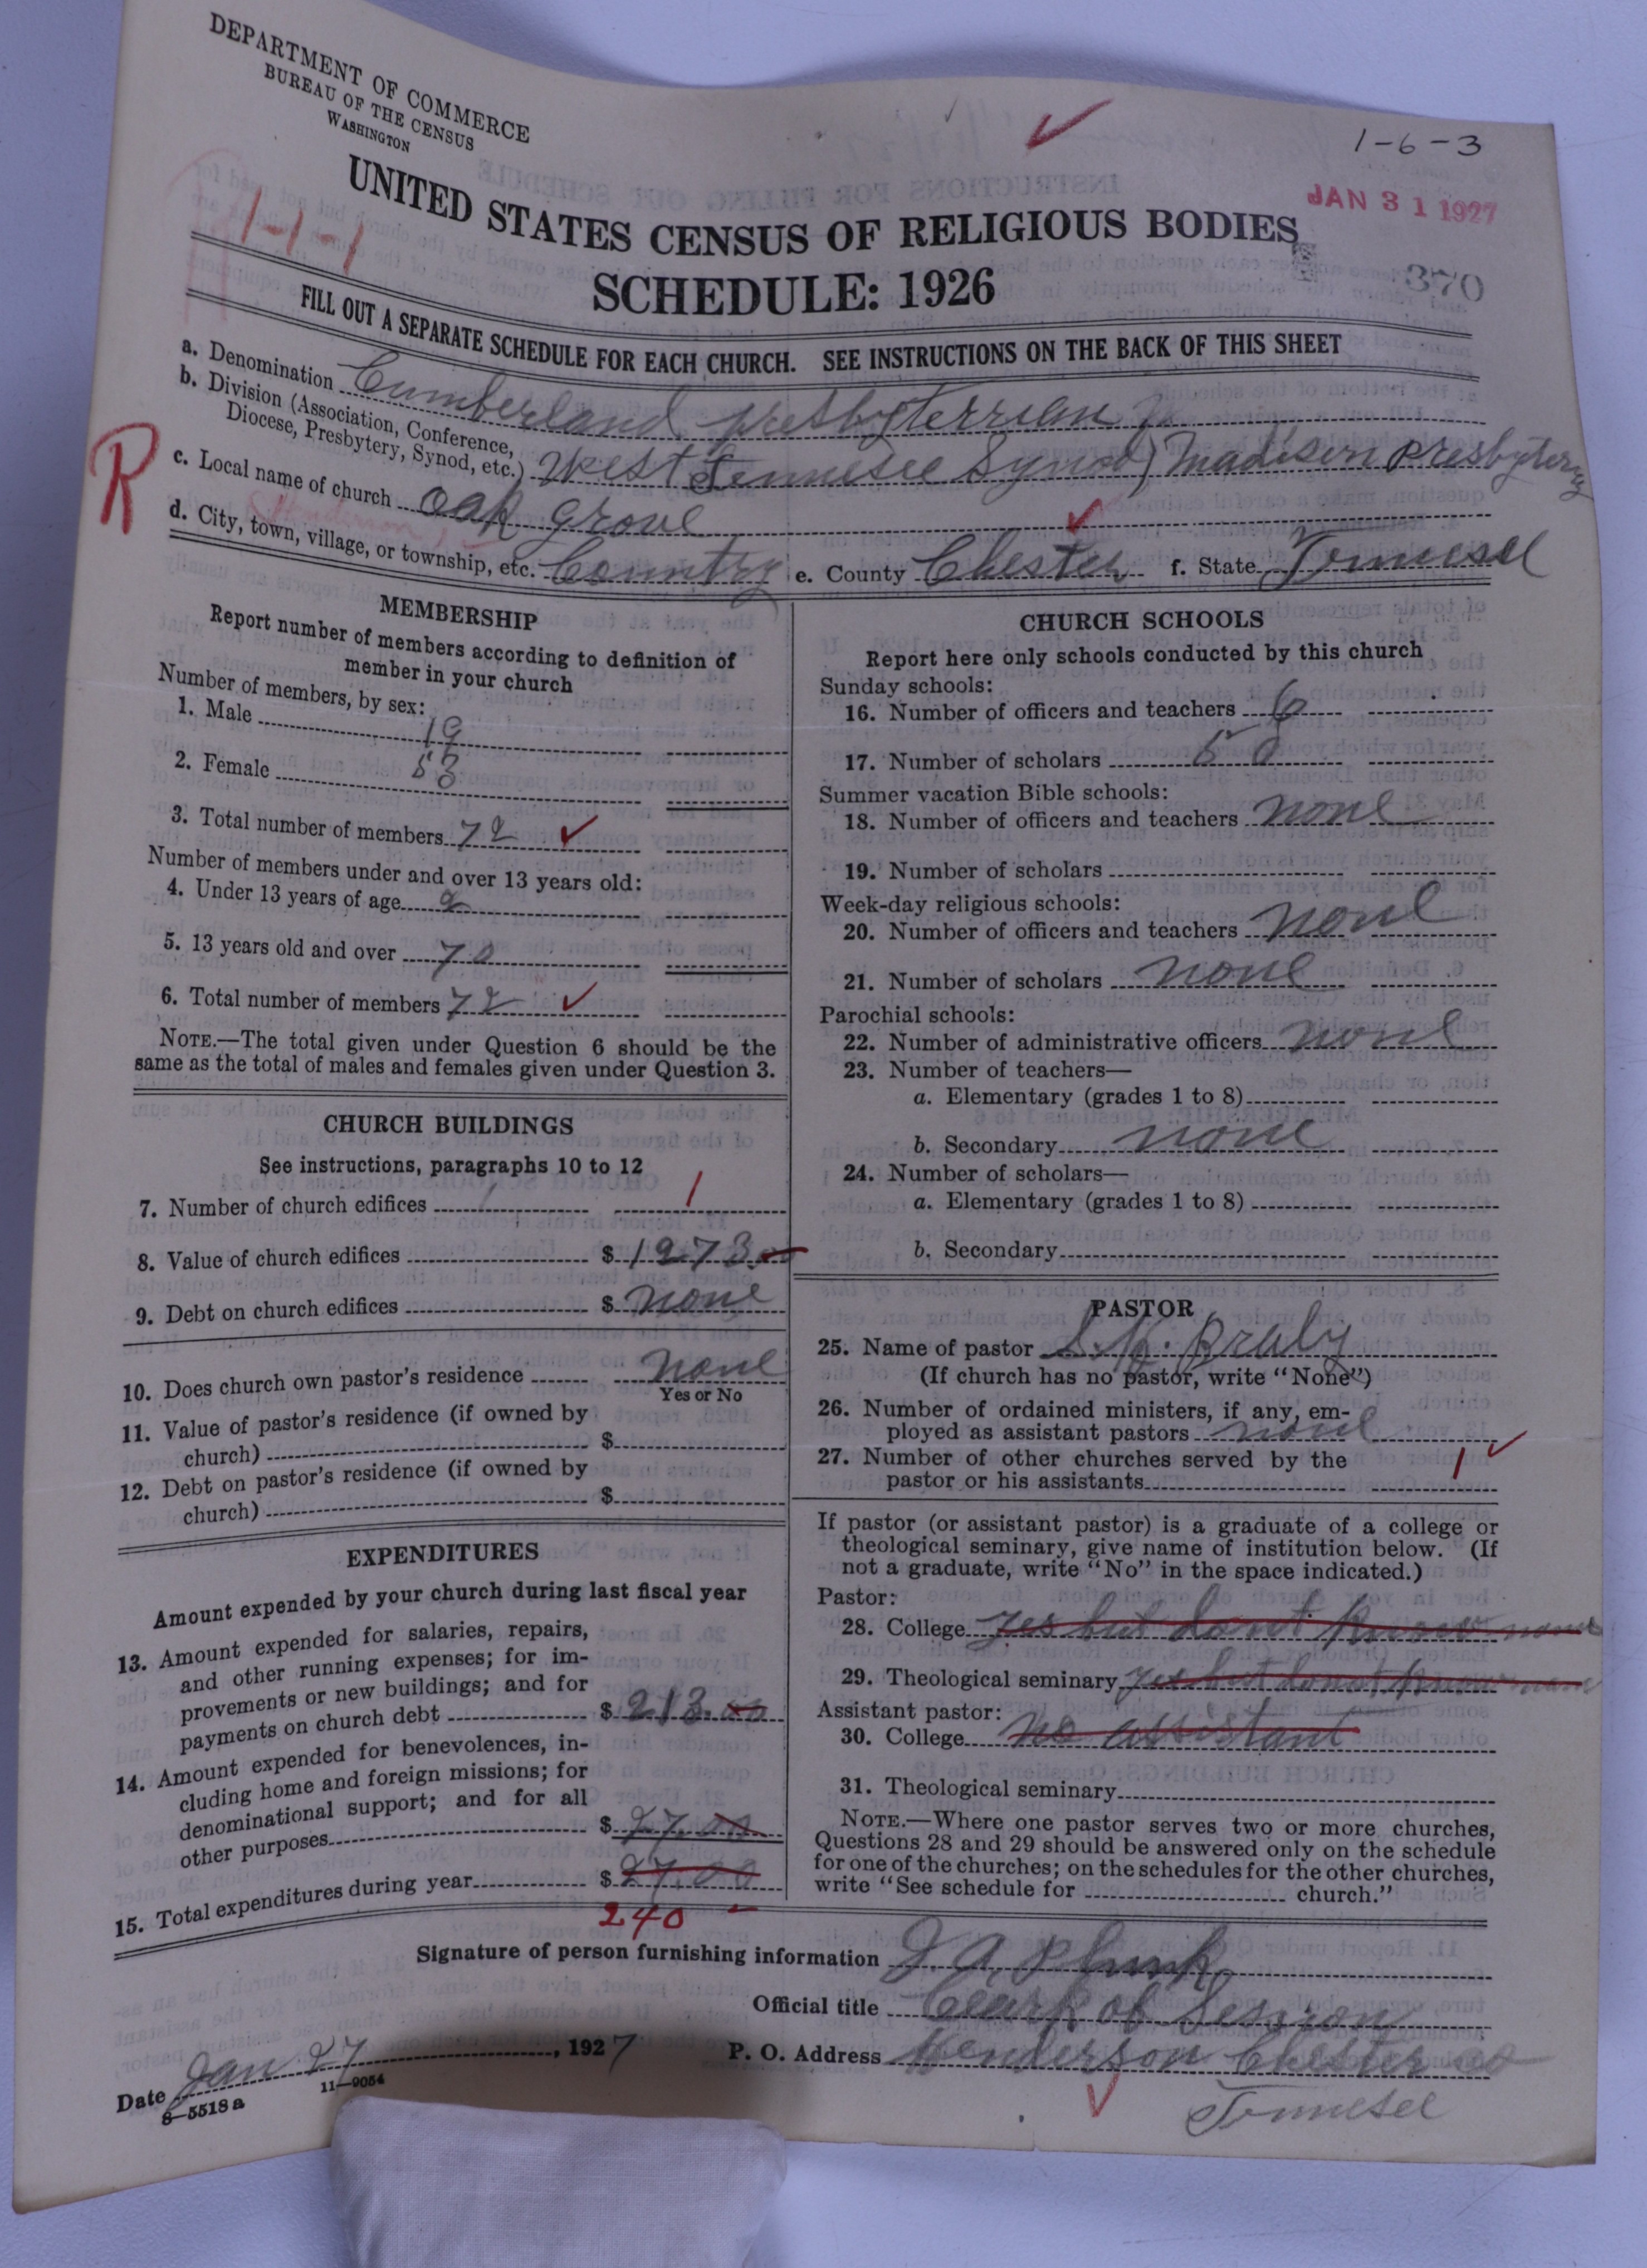 DEPARTMENT OF COMMERCE
BUREAU OF THE CENSUS
WASHINGTON
1-6-3
JAN 31 1927
1-1-1
UNITED STATES CENSUS OF RELIGIOUS BODIES
SCHEDULE: 1926
370
FILL OUT A SEPARATE SCHEDULE FOR EACH CHURCH. SEE INSTRUCTIONS ON THE BACK OF THIS SHEET
a. Denomination Cumberland presbyterrian
b. Division (Association, Conference,
Diocese, Presbytery, Synod, etc.) West Tennesee Synod) Madison presbytery
R
c. Local name of church Oak grove
d. City, town, village, or township, etc. Country e. County Chester f. State Tennesee
MEMBERSHIP
Report number of members according to definition of
member in your church
Number of members, by sex:
1. Male 19
2. Female 53
3. Total number of members 72
Number of members under and over 13 years old:
4. Under 13 years of age 2
5. 13 years old and over 70
6. Total number of members 72
NOTE.—The total given under Question 6 should be the
same as the total of males and females given under Question 3.
CHURCH BUILDINGS
See instructions, paragraphs 10 to 12
7. Number of church edifices 1 1
8. Value of church edifices $ 1273.00
9. Debt on church edifices $ none
10. Does church own pastor's residence none
Yes or No
11. Value of pastor's residence (if owned by
church) $
12. Debt on pastor's residence (if owned by
church) $
EXPENDITURES
Amount expended by your church during last fiscal year
13. Amount expended for salaries, repairs,
and other running expenses; for im-
provements or new buildings; and for
payments on church debt $ 213.00
14. Amount expended for benevolences, in-
cluding home and foreign missions; for
denominational support; and for all
other purposes $ 27.00
15. Total expenditures during year $ 27.00
240 –
CHURCH SCHOOLS
Report here only schools conducted by this church
Sunday schools:
16. Number of officers and teachers 6
17. Number of scholars 50
Summer vacation Bible schools:
18. Number of officers and teachers none
19. Number of scholars
Week-day religious schools:
20. Number of officers and teachers none
21. Number of scholars none
Parochial schools:
22. Number of administrative officers none
23. Number of teachers—
a. Elementary (grades 1 to 8)
b. Secondary none
24. Number of scholars—
a. Elementary (grades 1 to 8)
b. Secondary
PASTOR
25. Name of pastor
(If church has no pastor, write "None")
26. Number of ordained ministers, if any, em-
ployed as assistant pastors none
27. Number of other churches served by the
pastor or his assistants 1
If pastor (or assistant pastor) is a graduate of a college or
theological seminary, give name of institution below. (If
not a graduate, write "No" in the space indicated.)
Pastor:
28. College yes but dont know name
29. Theological seminary yes but donot know name
Assistant pastor:
30. College no assistant
31. Theological seminary
NOTE.—Where one pastor serves two or more churches,
Questions 28 and 29 should be answered only on the schedule
for one of the churches; on the schedules for the other churches,
write "See schedule for church."
Signature of person furnishing information J. A. Plunk
Official title Clark of Session
Date Jan 27, 1927 P. O. Address Henderson Chester co
Tennesee
8—5518 a 11—9054